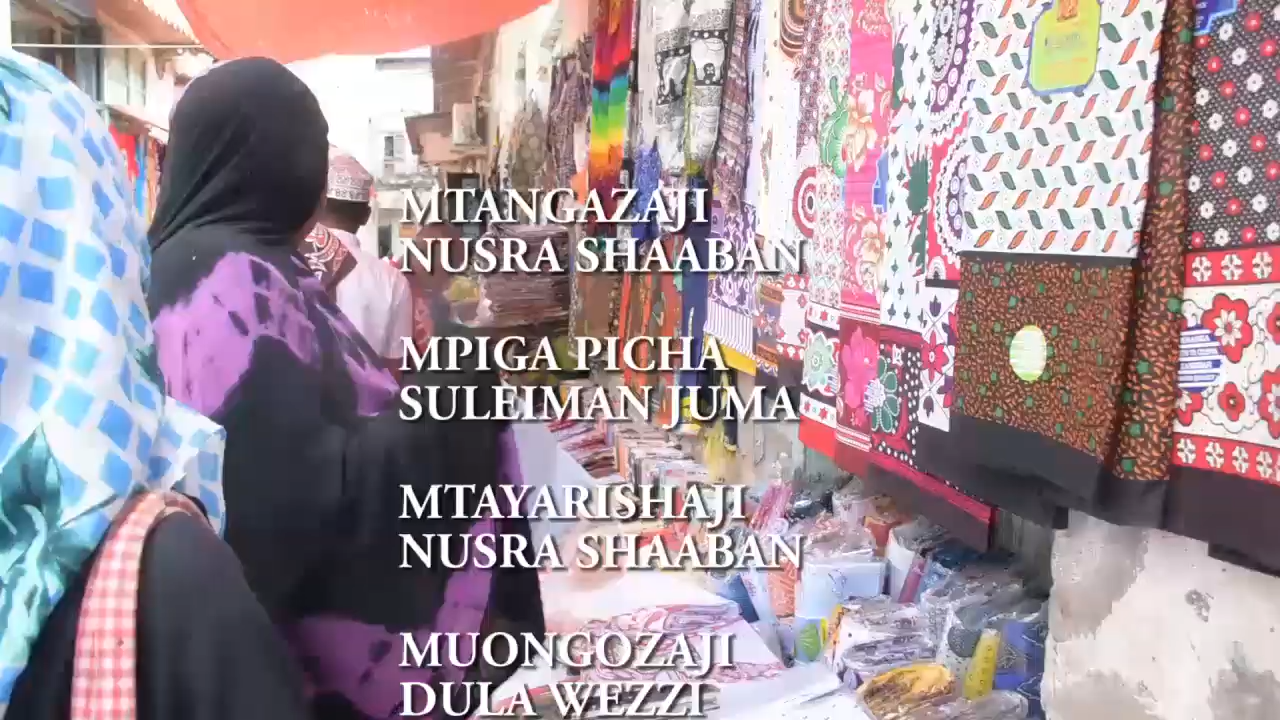 MTANGAZAJI
NUSRA SHAABAN
MPIGA PICHA
SULEIMAN JUMA
MTAYARISHAJI
NUSRA SHAABAN
MUONGOZAJI
DULA WEZZI